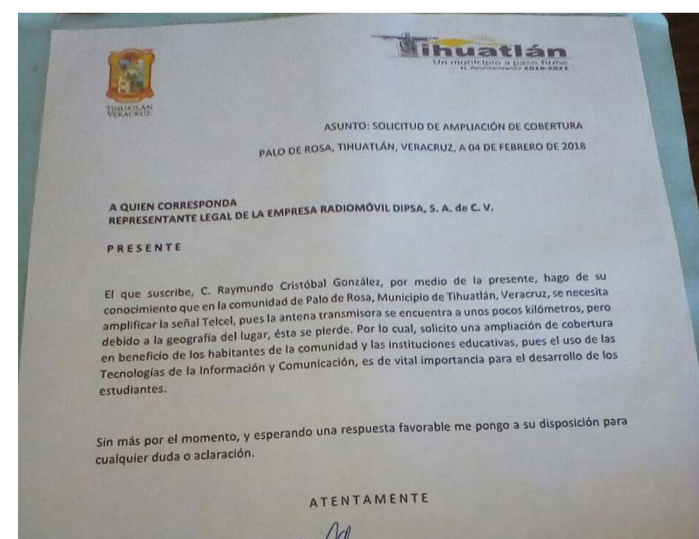 Tihuatlán
Un municipio a paso firme
H. Ayuntamiento 2018-2021
TIHUATLAN
VERACRUZ
ASUNTO: SOLICITUD DE AMPLIACIÓN DE COBERTURA
PALO DE ROSA, TIHUATLÁN, VERACRUZ, A 04 DE FEBRERO DE 2018
A QUIEN CORRESPONDA
REPRESENTANTE LEGAL DE LA EMPRESA RADIOMÓVIL DIPSA, S. A. de C. V.
P R E S E N T E
El que suscribe, C. Raymundo Cristóbal González, por medio de la presente, hago de su
conocimiento que en la comunidad de Palo de Rosa, Municipio de Tihuatlán, Veracruz, se necesita
amplificar la señal Telcel, pues la antena transmisora se encuentra a unos pocos kilómetros, pero
debido a la geografía del lugar, ésta se pierde. Por lo cual, solicito una ampliación de cobertura
en beneficio de los habitantes de la comunidad y las instituciones educativas, pues el uso de las
Tecnologías de la Información y Comunicación, es de vital importancia para el desarrollo de los
estudiantes.
Sin más por el momento, y esperando una respuesta favorable me pongo a su disposición para
cualquier duda o aclaración.
A T E N T A M E N T E